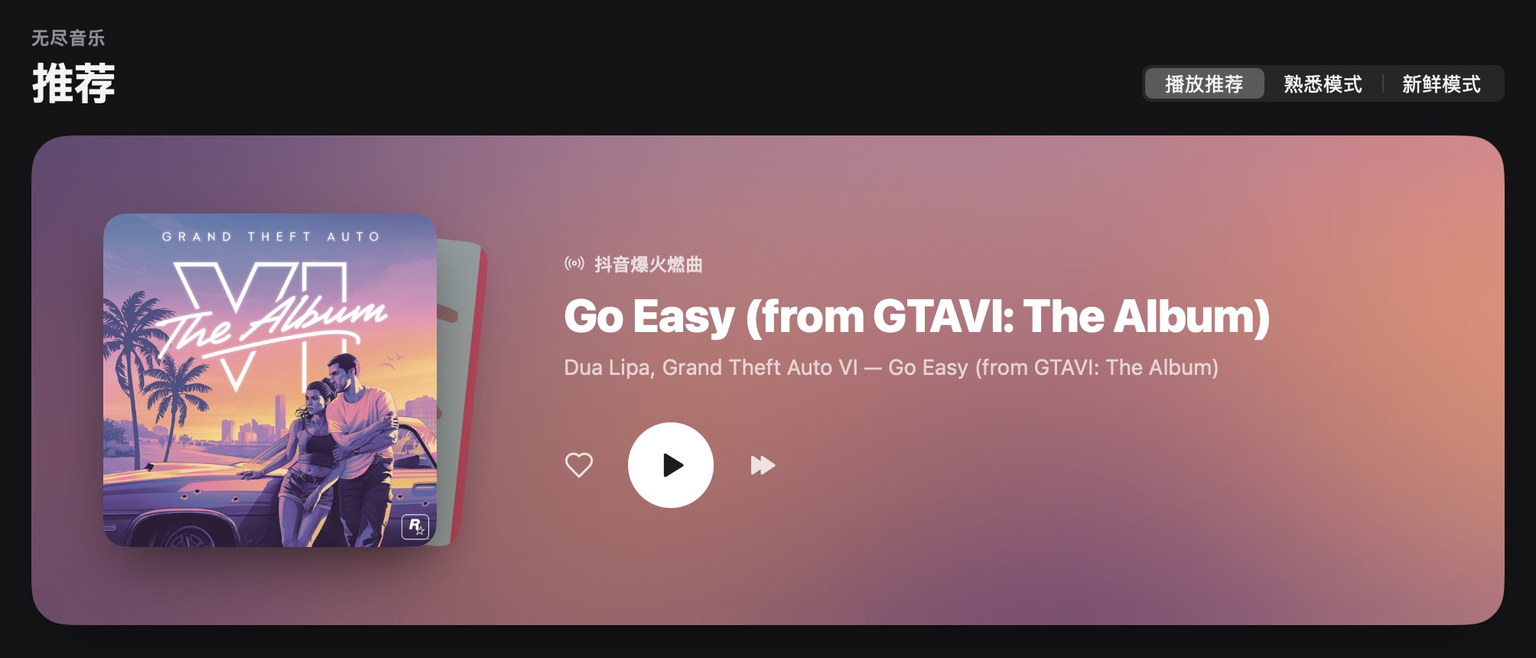 无尽音乐
推荐
播放推荐
熟悉模式
新鲜模式
GRAND THEFT AUTO
VI
The Album
R
抖音爆火燃曲
Go Easy (from GTAVI: The Album)
Dua Lipa, Grand Theft Auto VI — Go Easy (from GTAVI: The Album)